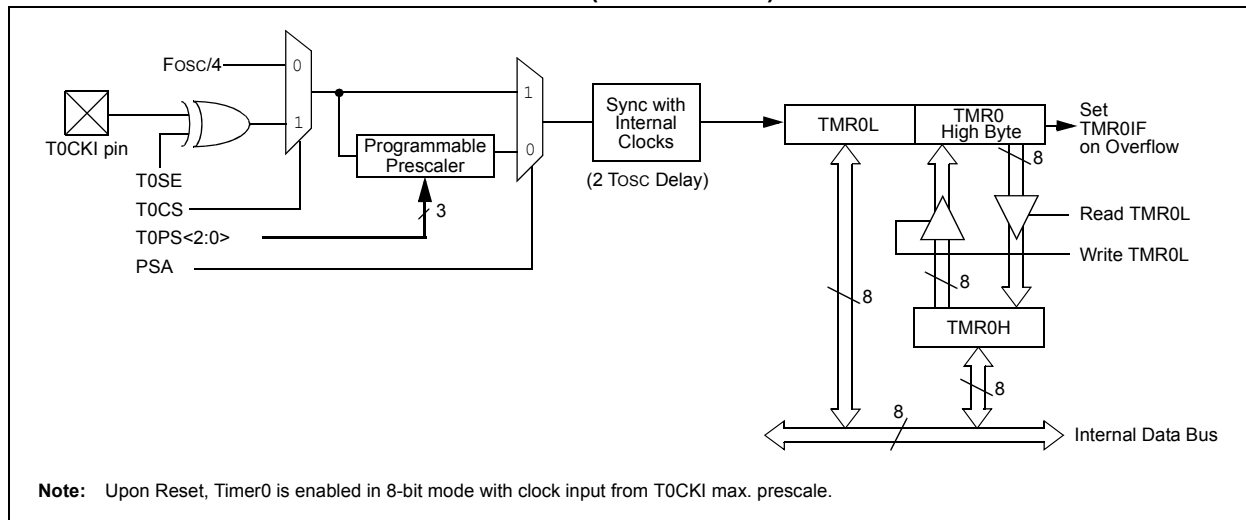 FOSC/4
0
1
T0CKI pin
T0SE
T0CS
T0PS<2:0>
PSA
Programmable
Prescaler
3
1
0
Sync with
Internal
Clocks
(2 TOSC Delay)
TMR0L
TMR0
High Byte
Set
TMR0IF
on Overflow
8
Read TMR0L
Write TMR0L
8
8
TMR0H
8
8
Internal Data Bus
Note: Upon Reset, Timer0 is enabled in 8-bit mode with clock input from T0CKI max. prescale.